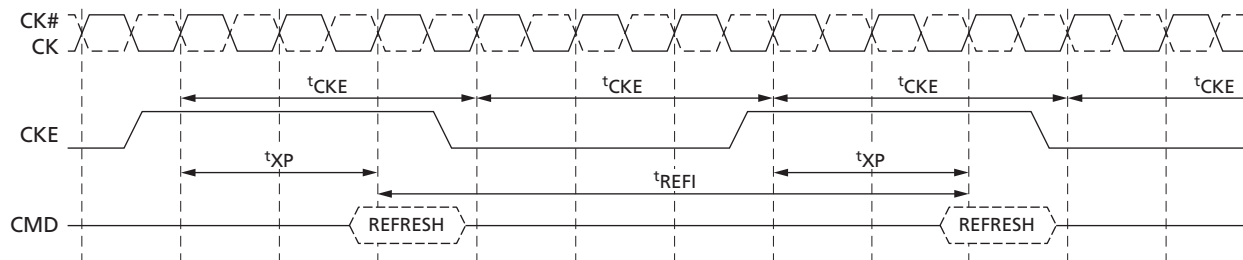 CK#
CK
tCKE tCKE tCKE tCKE
CKE
tXP tXP
tREFI
CMD REFRESH REFRESH